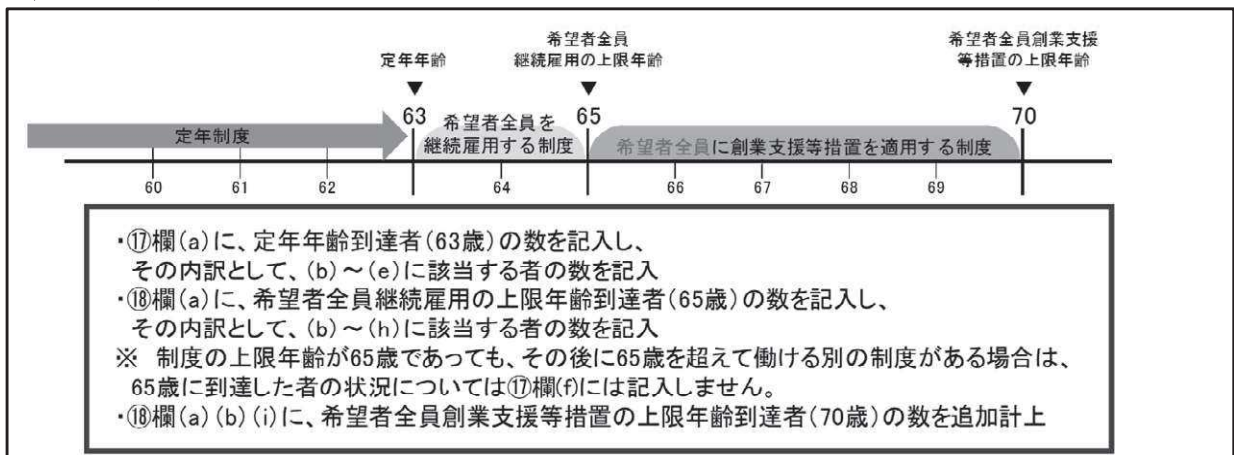 定年年齢
希望者全員
継続雇用の上限年齢
希望者全員創業支援
等措置の上限年齢
▼ ▼ ▼
63 65 70
定年制度
希望者全員を
継続雇用する制度
希望者全員に創業支援等措置を適用する制度
60 61 62 64 66 67 68 69
・⑰欄(a)に、定年年齢到達者(63歳)の数を記入し、
その内訳として、(b)～(e)に該当する者の数を記入
・⑱欄(a)に、希望者全員継続雇用の上限年齢到達者(65歳)の数を記入し、
その内訳として、(b)～(h)に該当する者の数を記入
※ 制度の上限年齢が65歳であっても、その後に65歳を超えて働ける別の制度がある場合は、
65歳に到達した者の状況については⑰欄(f)には記入しません。
・⑱欄(a)(b)(i)に、希望者全員創業支援等措置の上限年齢到達者(70歳)の数を追加計上